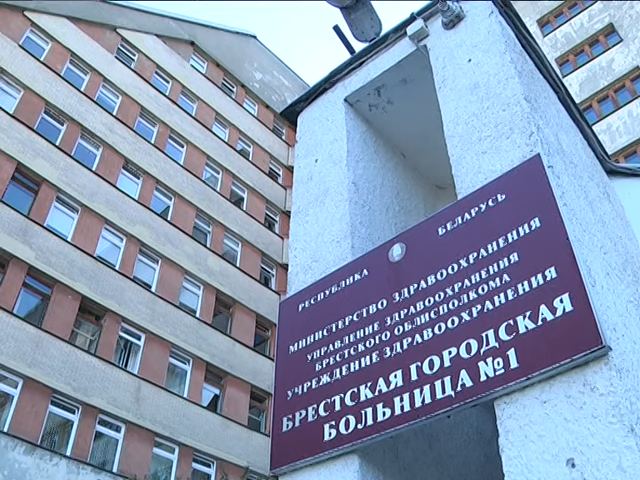 РЕСПУБЛИКА БЕЛАРУСЬ
МИНИСТЕРСТВО ЗДРАВООХРАНЕНИЯ
УПРАВЛЕНИЕ ЗДРАВООХРАНЕНИЯ
БРЕСТСКОГО ОБЛИСПОЛКОМА
УЧРЕЖДЕНИЕ ЗДРАВООХРАНЕНИЯ
БРЕСТСКАЯ ГОРОДСКАЯ
БОЛЬНИЦА №1